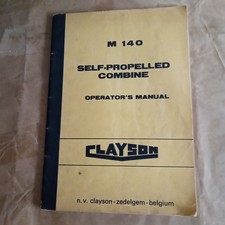 M 140
SELF-PROPELLED
COMBINE
OPERATOR'S MANUAL
CLAYSON
n.v. clayson-zedelgem-belgium